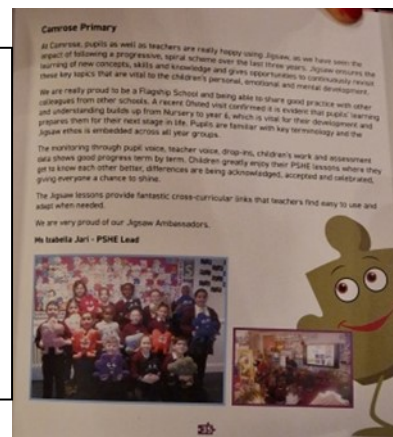 Camrose Primary
At Camrose, pupils as well as teachers are really happy using Jigsaw, as we have seen the
impact of following a progressive, spiral scheme over the last three years. Jigsaw ensures the
learning of new concepts, skills and knowledge and gives opportunities to continuously revisit
these key topics that are vital to the children's personal, emotional and mental development.
We are really proud to be a Flagship School and being able to share good practice with other
colleagues from other schools. A recent Ofsted visit confirmed it is evident that pupils' learning
and understanding builds up from Nursery to year 6, which is vital for their development and
prepares them for their next stage in life. Pupils are familiar with key terminology and the
Jigsaw ethos is embedded across all year groups.
The monitoring through pupil voice, teacher voice, drop-ins, children's work and assessment
data shows good progress term by term. Children greatly enjoy their PSHE lessons where they
get to know each other better, differences are being acknowledged, accepted and celebrated,
giving everyone a chance to shine.
The Jigsaw lessons provide fantastic cross-curricular links that teachers find easy to use and
adapt when needed.
We are very proud of our Jigsaw Ambassadors.
Ms Izabella Jari - PSHE Lead